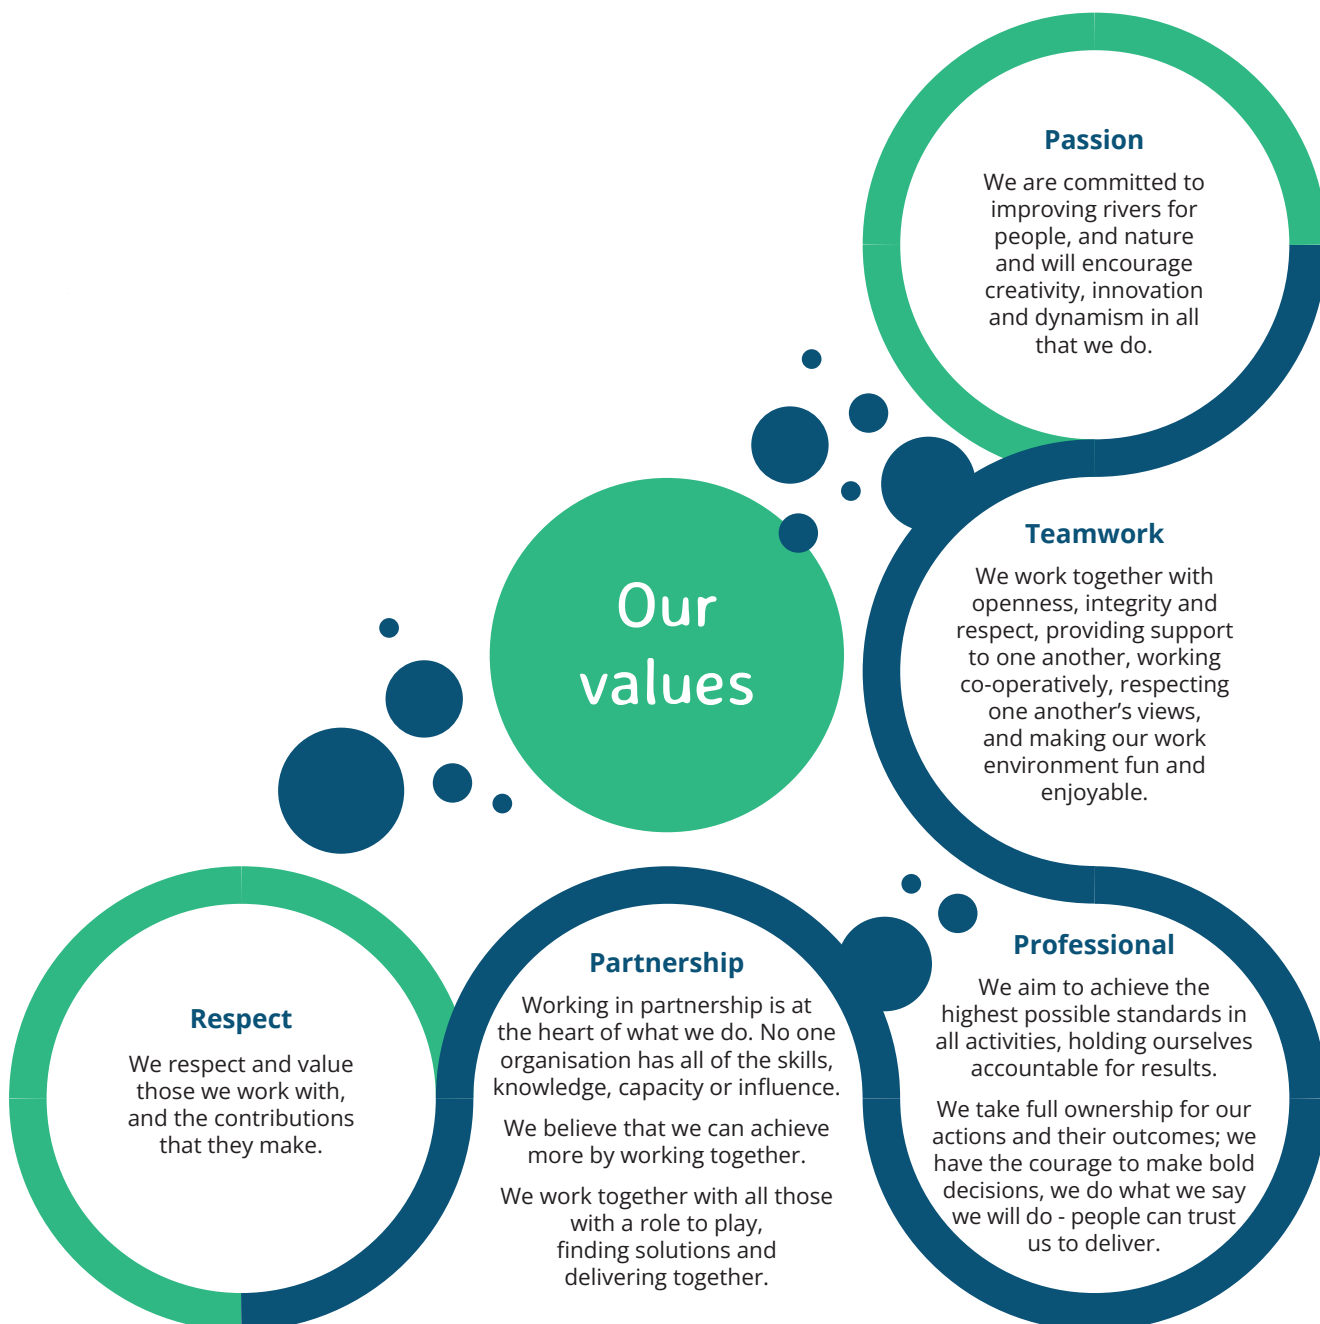 Passion
We are committed to
improving rivers for
people, and nature
and will encourage
creativity, innovation
and dynamism in all
that we do.
Our
values
Teamwork
We work together with
openness, integrity and
respect, providing support
to one another, working
co-operatively, respecting
one another’s views,
and making our work
environment fun and
enjoyable.
Respect
We respect and value
those we work with,
and the contributions
that they make.
Partnership
Working in partnership is at
the heart of what we do. No one
organisation has all of the skills,
knowledge, capacity or influence.
We believe that we can achieve
more by working together.
We work together with all those
with a role to play,
finding solutions and
delivering together.
Professional
We aim to achieve the
highest possible standards in
all activities, holding ourselves
accountable for results.
We take full ownership for our
actions and their outcomes; we
have the courage to make bold
decisions, we do what we say
we will do - people can trust
us to deliver.